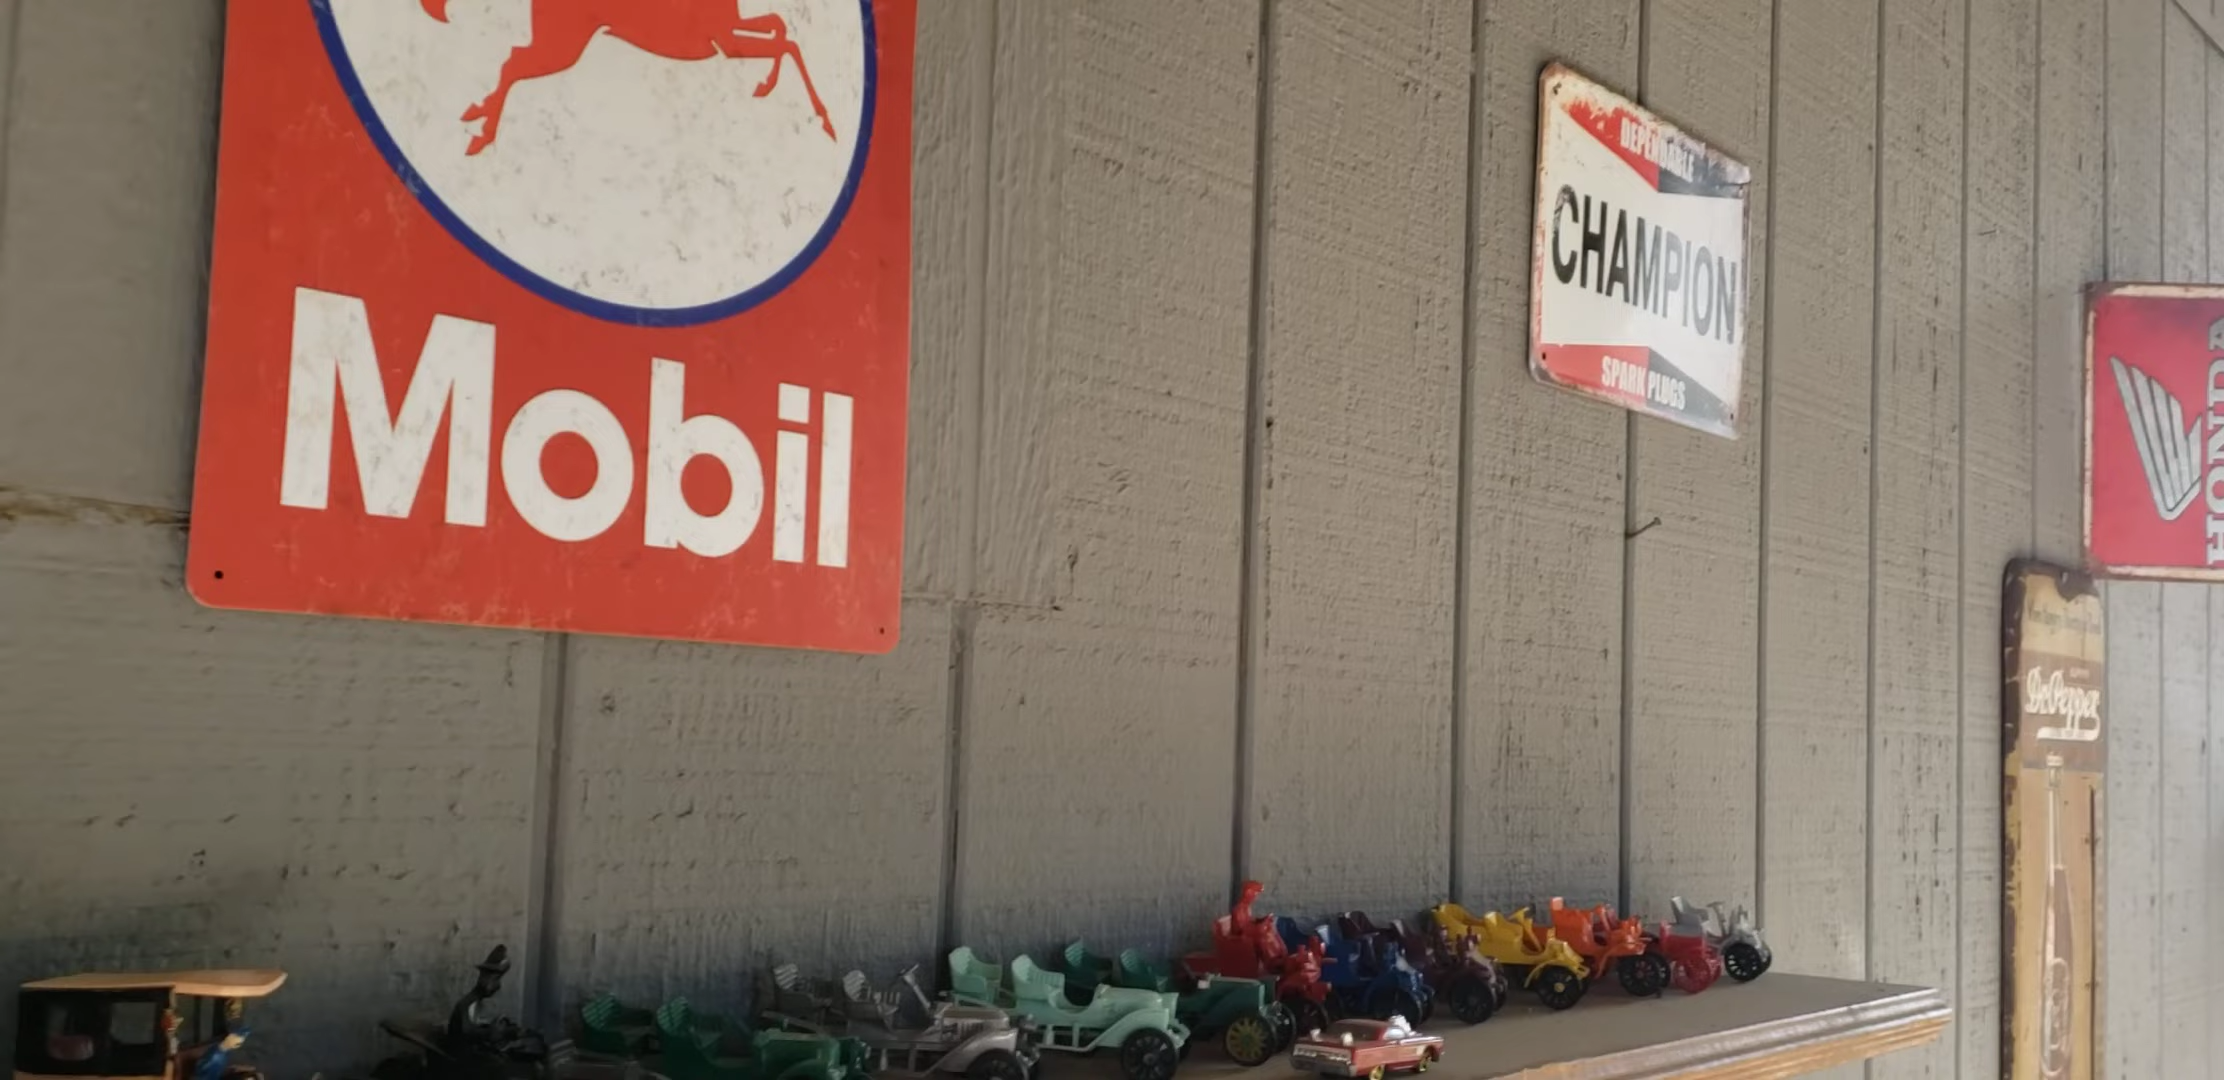 Mobil
DEPENDABLE
CHAMPION
SPARK PLUGS
HONDA
Dr. Pepper